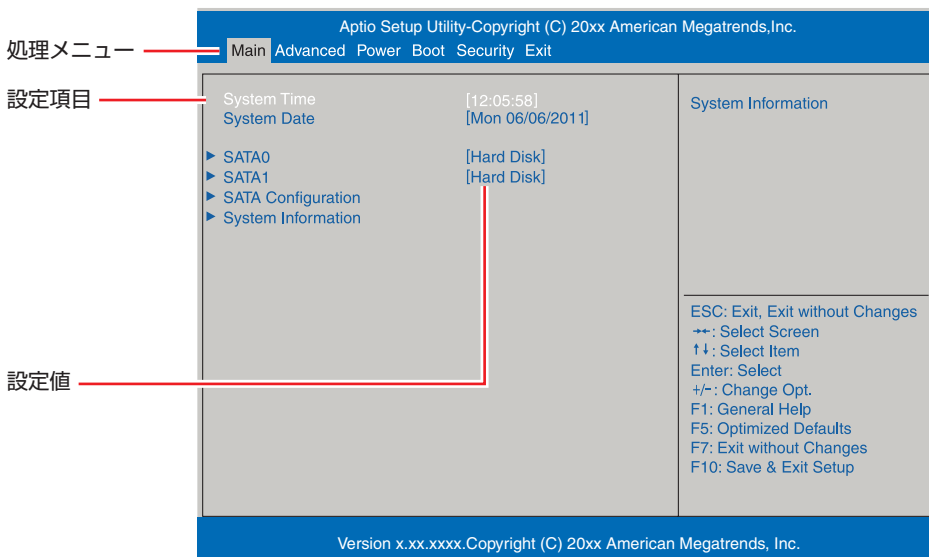 Aptio Setup Utility-Copyright (C) 20xx American Megatrends,Inc.
処理メニュー
Main Advanced Power Boot Security Exit
設定項目
System Time [12:05:58]
System Date [Mon 06/06/2011]
▶ SATA0 [Hard Disk]
▶ SATA1 [Hard Disk]
▶ SATA Configuration
▶ System Information
設定値
System Information
ESC: Exit, Exit without Changes
→←: Select Screen
↑↓: Select Item
Enter: Select
+/-: Change Opt.
F1: General Help
F5: Optimized Defaults
F7: Exit without Changes
F10: Save & Exit Setup
Version x.xx.xxxx.Copyright (C) 20xx American Megatrends, Inc.